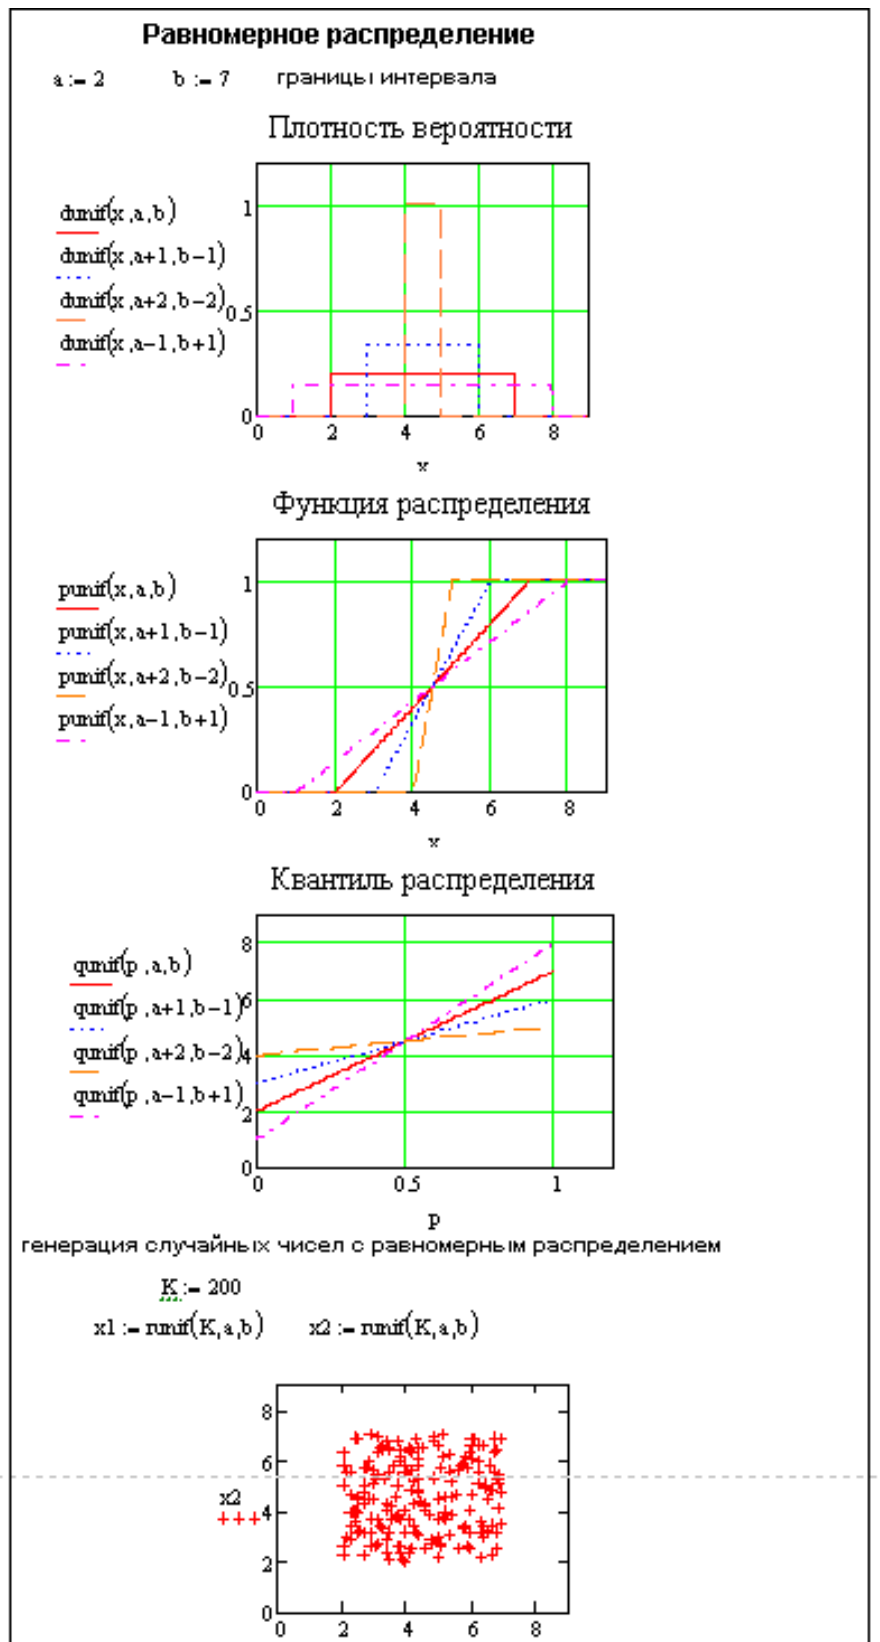 Равномерное распределение
a := 2 b := 7 границы интервала
Плотность вероятности
dunif(x,a,b)
dunif(x,a+1,b−1)
dunif(x,a+2,b−2)
dunif(x,a−1,b+1)
1
0.5
0
0 2 4 6 8
x
Функция распределения
punif(x,a,b)
punif(x,a+1,b−1)
punif(x,a+2,b−2)
punif(x,a−1,b+1)
1
0.5
0
0 2 4 6 8
x
Квантиль распределения
qunif(p,a,b)
qunif(p,a+1,b−1)
qunif(p,a+2,b−2)
qunif(p,a−1,b+1)
8
6
4
2
0
0 0.5 1
p
генерация случайных чисел с равномерным распределением
K := 200
x1 := runif(K,a,b) x2 := runif(K,a,b)
x2
8
6
4
2
0
0 2 4 6 8